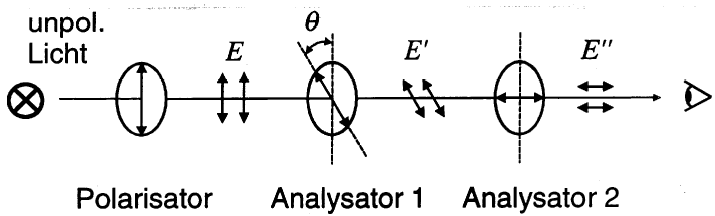 unpol.
Licht
E
θ
E'
E''
Polarisator
Analysator 1
Analysator 2